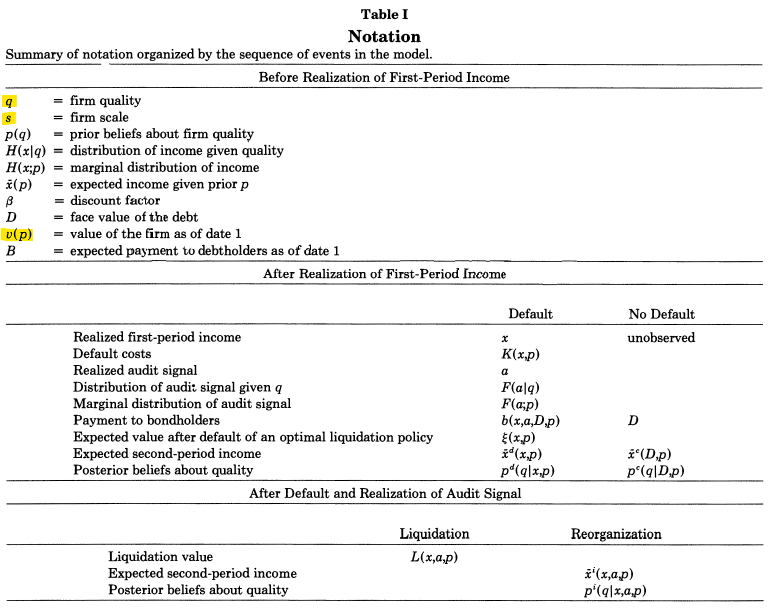 Table I
Notation
Summary of notation organized by the sequence of events in the model.
Before Realization of First-Period Income
q = firm quality
s = firm scale
p(q) = prior beliefs about firm quality
H(x|q) = distribution of income given quality
H(x;p) = marginal distribution of income
x̄(p) = expected income given prior p
β = discount factor
D = face value of the debt
v(p) = value of the firm as of date 1
B = expected payment to debtholders as of date 1
After Realization of First-Period Income
Default No Default
Realized first-period income x unobserved
Default costs K(x,p)
Realized audit signal a
Distribution of audit signal given q F(a|q)
Marginal distribution of audit signal F(a;p)
Payment to bondholders b(x,a,D,p) D
Expected value after default of an optimal liquidation policy ξ(x,p)
Expected second-period income x̄ᵈ(x,p) x̄ᶜ(D,p)
Posterior beliefs about quality pᵈ(q|x,p) pᶜ(q|D,p)
After Default and Realization of Audit Signal
Liquidation Reorganization
Liquidation value L(x,a,p)
Expected second-period income x̄ⁱ(x,a,p)
Posterior beliefs about quality pⁱ(q|x,a,p)